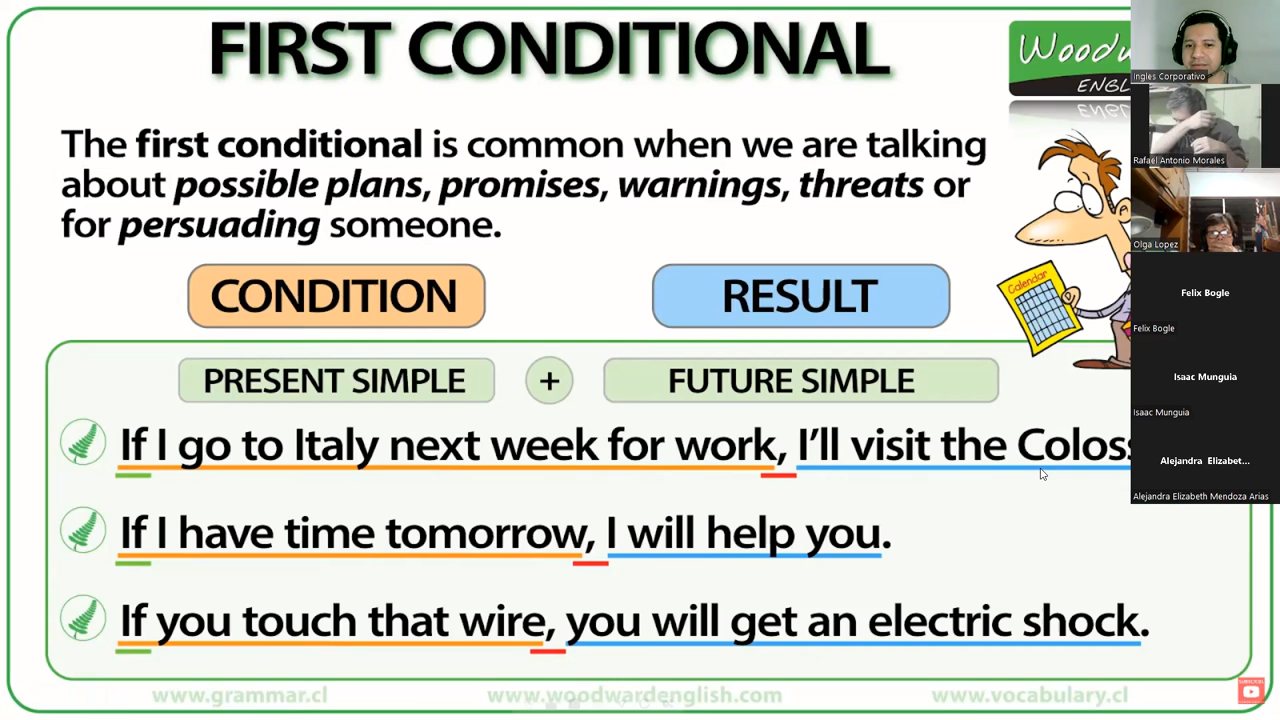 FIRST CONDITIONAL
The first conditional is common when we are talking
about possible plans, promises, warnings, threats or
for persuading someone.
CONDITION
RESULT
Calendar
PRESENT SIMPLE
+
FUTURE SIMPLE
If I go to Italy next week for work, I'll visit the Coloss
If I have time tomorrow, I will help you.
If you touch that wire, you will get an electric shock.
www.grammar.cl
www.woodwardenglish.com
www.vocabulary.cl
SUBSCRIBE
Woodw
ENGL
Ingles Corporativo
Rafael Antonio Morales
Olga Lopez
Felix Bogle
Felix Bogle
Isaac Munguia
Isaac Munguia
Alejandra Elizabet...
Alejandra Elizabeth Mendoza Arias